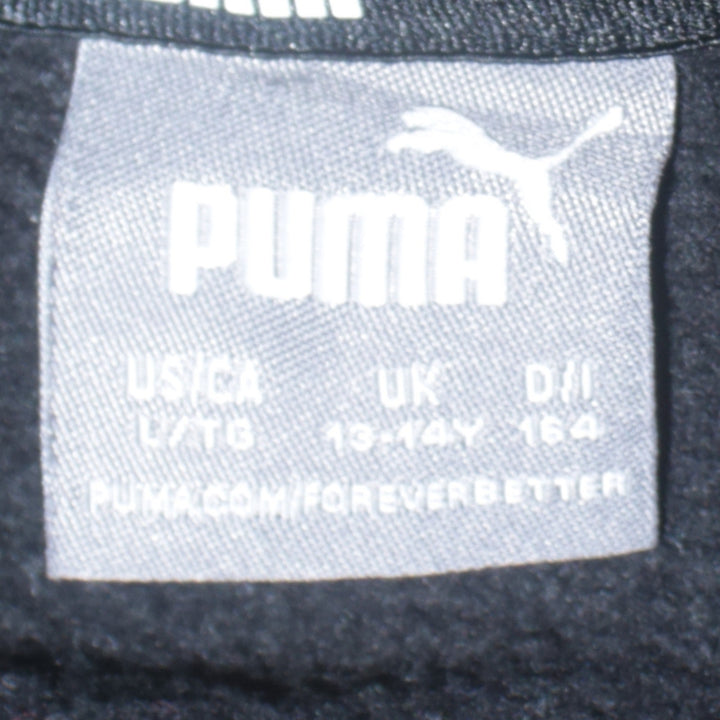 PUMA
US/CA UK D/I
L/TG 13-14Y 164
PUMA.COM/FOREVERBETTER